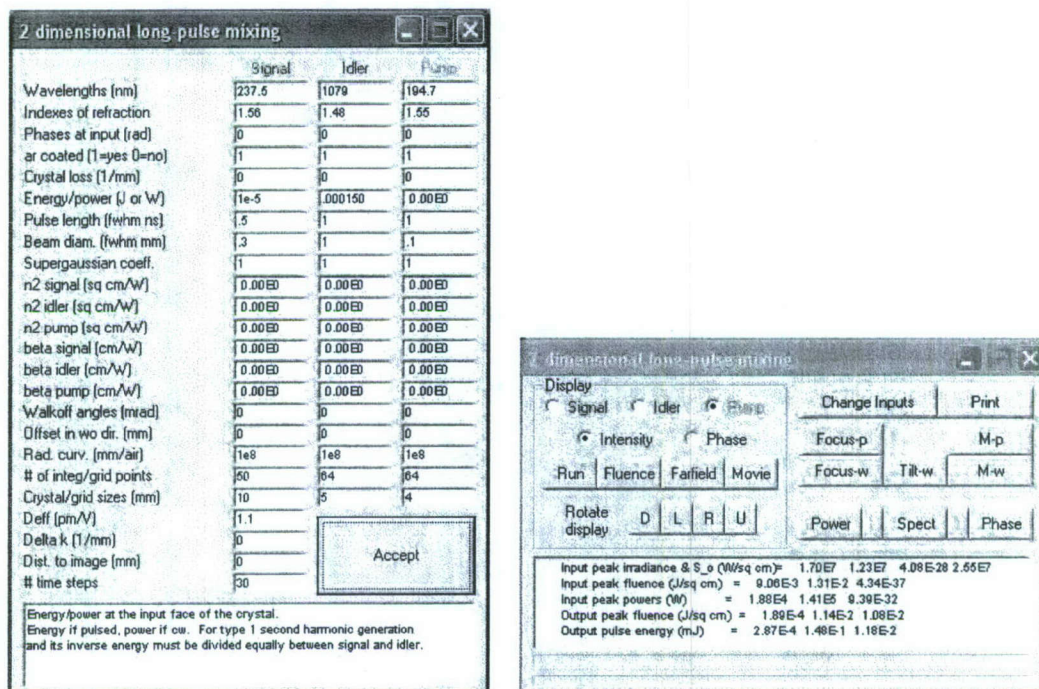 2 dimensional long pulse mixing
Signal Idler Pump
Wavelengths (nm) 237.5 1079 194.7
Indexes of refraction 1.56 1.48 1.55
Phases at input (rad) 0 0 0
ar coated (1=yes 0=no) 1 1 1
Crystal loss (1/mm) 0 0 0
Energy/power (J or W) 1e-5 .000150 0.00E0
Pulse length (fwhm ns) .5 1 1
Beam diam. (fwhm mm) .3 1 .1
Supergaussian coeff. 1 1 1
n2 signal (sq cm/W) 0.00E0 0.00E0 0.00E0
n2 idler (sq cm/W) 0.00E0 0.00E0 0.00E0
n2 pump (sq cm/W) 0.00E0 0.00E0 0.00E0
beta signal (cm/W) 0.00E0 0.00E0 0.00E0
beta idler (cm/W) 0.00E0 0.00E0 0.00E0
beta pump (cm/W) 0.00E0 0.00E0 0.00E0
Walkoff angles (mrad) 0 0 0
Offset in wo dir. (mm) 0 0 0
Rad. curv. (mm/air) 1e8 1e8 1e8
# of integ/grid points 50 64 64
Crystal/grid sizes (mm) 10 5 4
Deff (pm/V) 1.1
Delta k (1/mm) 0
Dist. to image (mm) 0
# time steps 30
Accept
Energy/power at the input face of the crystal.
Energy if pulsed, power if cw. For type 1 second harmonic generation
and its inverse energy must be divided equally between signal and idler.
2 dimensional long-pulse mixing
Display
Signal Idler Pump
Intensity Phase
Run Fluence Farfield Movie
Rotate display D L R U
Change Inputs Print
Focus-p M-p
Focus-w Tilt-w M-w
Power Spect Phase
Input peak irradiance & S_o (W/sq cm)= 1.70E7 1.23E7 4.08E-28 2.55E7
Input peak fluence (J/sq cm) = 9.06E-3 1.31E-2 4.34E-37
Input peak powers (W) = 1.88E4 1.41E5 9.39E-32
Output peak fluence (J/sq cm) = 1.89E-4 1.14E-2 1.08E-2
Output pulse energy (mJ) = 2.87E-4 1.48E-1 1.18E-2